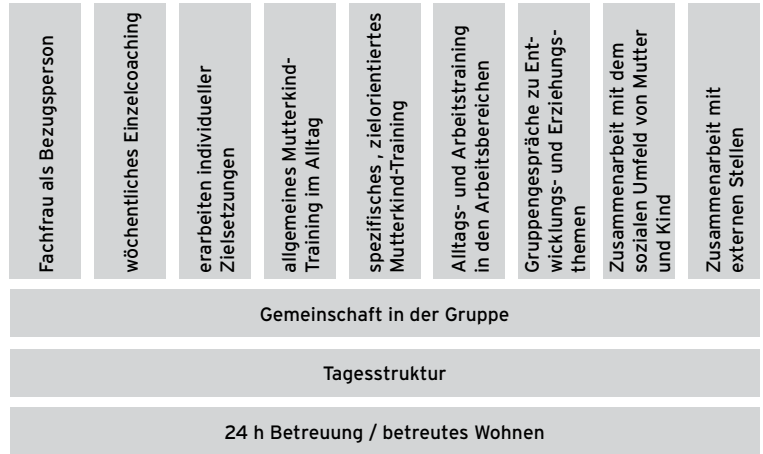 Fachfrau als Bezugsperson
wöchentliches Einzelcoaching
erarbeiten individueller
Zielsetzungen
allgemeines Mutterkind-
Training im Alltag
spezifisches , zielorientiertes
Mutterkind-Training
Alltags- und Arbeitstraining
in den Arbeitsbereichen
Gruppengespräche zu Ent-
wicklungs- und Erziehungs-
themen
Zusammenarbeit mit dem
sozialen Umfeld von Mutter
und Kind
Zusammenarbeit mit
externen Stellen
Gemeinschaft in der Gruppe
Tagesstruktur
24 h Betreuung / betreutes Wohnen